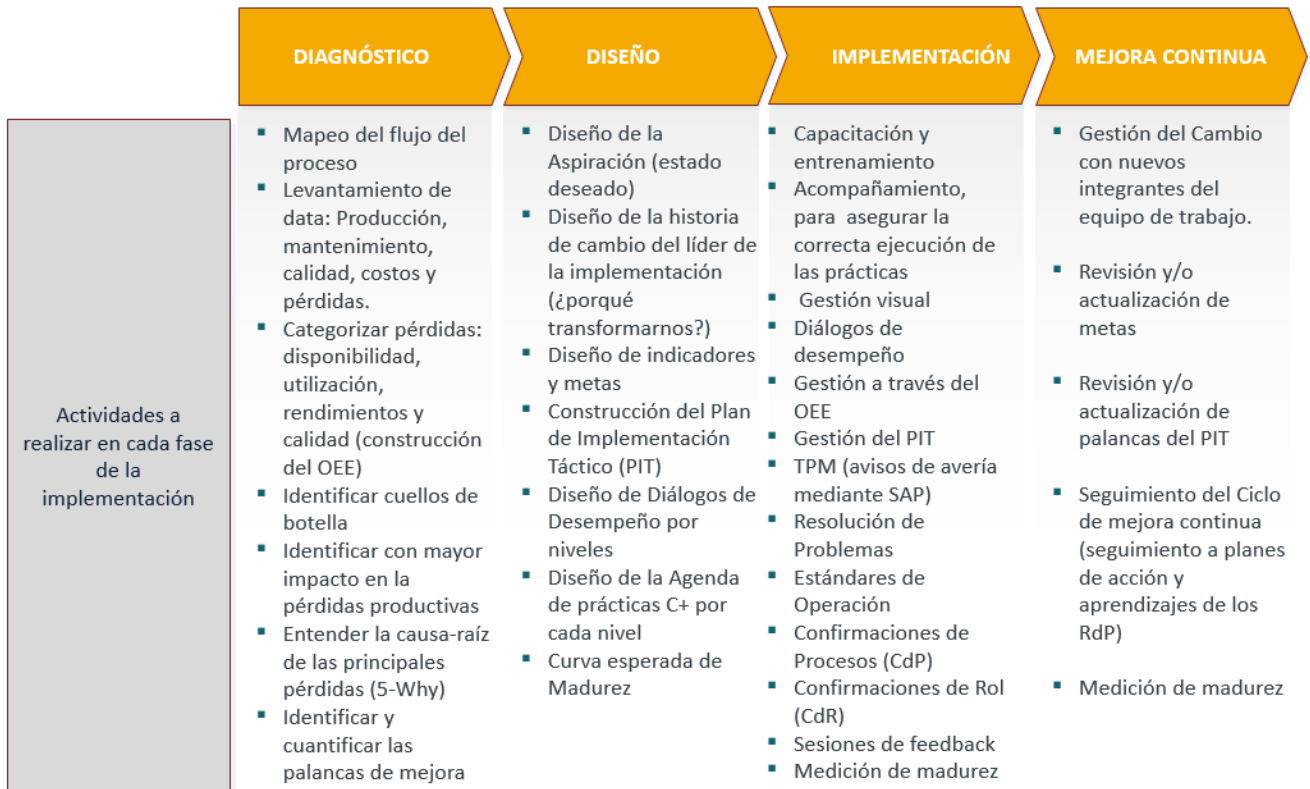 DIAGNÓSTICO
DISEÑO
IMPLEMENTACIÓN
MEJORA CONTINUA
Actividades a
realizar en cada fase
de la
implementación
▪ Mapeo del flujo del
proceso
▪ Levantamiento de
data: Producción,
mantenimiento,
calidad, costos y
pérdidas.
▪ Categorizar pérdidas:
disponibilidad,
utilización,
rendimientos y
calidad (construcción
del OEE)
▪ Identificar cuellos de
botella
▪ Identificar con mayor
impacto en la
pérdidas productivas
▪ Entender la causa-raíz
de las principales
pérdidas (5-Why)
▪ Identificar y
cuantificar las
palancas de mejora
▪ Diseño de la
Aspiración (estado
deseado)
▪ Diseño de la historia
de cambio del líder de
la implementación
(¿porqué
transformarnos?)
▪ Diseño de indicadores
y metas
▪ Construcción del Plan
de Implementación
Táctico (PIT)
▪ Diseño de Diálogos de
Desempeño por
niveles
▪ Diseño de la Agenda
de prácticas C+ por
cada nivel
▪ Curva esperada de
Madurez
▪ Capacitación y
entrenamiento
▪ Acompañamiento,
para asegurar la
correcta ejecución de
las prácticas
▪ Gestión visual
▪ Diálogos de
desempeño
▪ Gestión a través del
OEE
▪ Gestión del PIT
▪ TPM (avisos de avería
mediante SAP)
▪ Resolución de
Problemas
▪ Estándares de
Operación
▪ Confirmaciones de
Procesos (CdP)
▪ Confirmaciones de Rol
(CdR)
▪ Sesiones de feedback
▪ Medición de madurez
▪ Gestión del Cambio
con nuevos
integrantes del
equipo de trabajo.
▪ Revisión y/o
actualización de
metas
▪ Revisión y/o
actualización de
palancas del PIT
▪ Seguimiento del Ciclo
de mejora continua
(seguimiento a planes
de acción y
aprendizajes de los
RdP)
▪ Medición de madurez